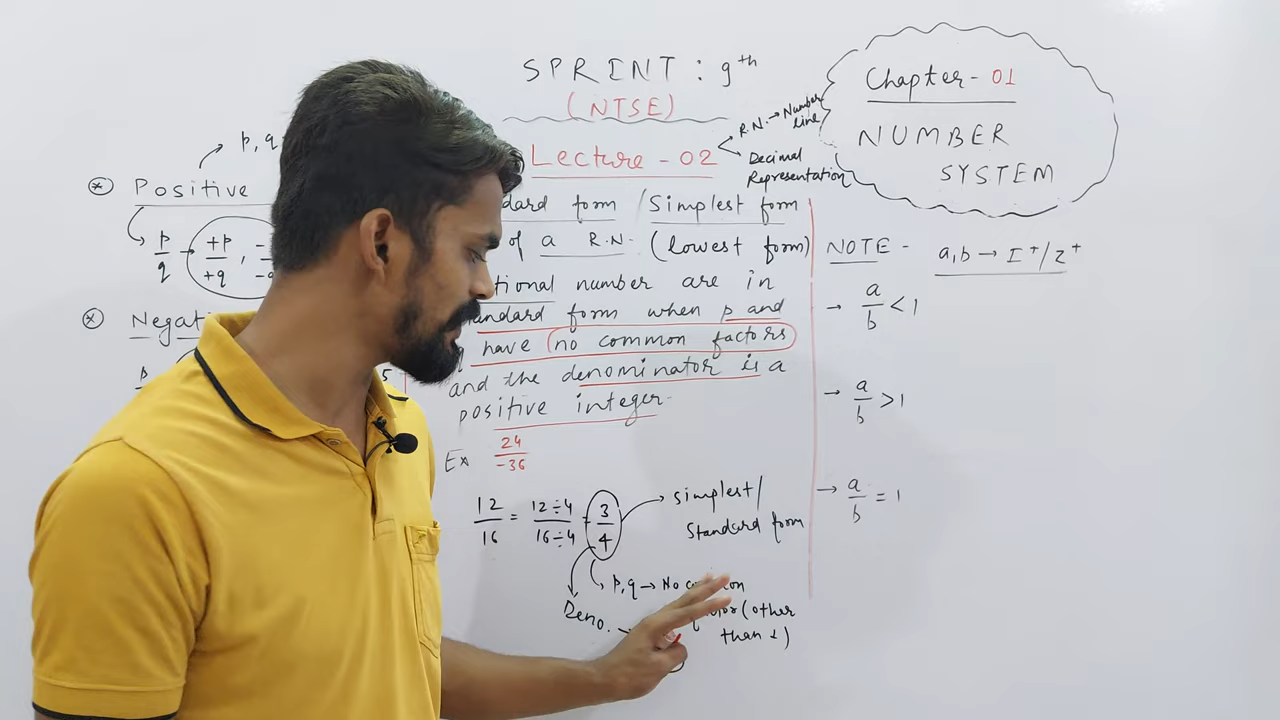 SPRINT : 9th
(NTSE)
Lecture - 02
R.N. → Number line
Decimal Representation
Chapter - 01
NUMBER
SYSTEM
p, q
Positive
p/q → +p/+q ,
Negati
dard form / Simplest form
of a R.N. (lowest form)
tional number are in
andard form when p and
have no common factors
and the denominator is a
positive integer.
Ex 24/-36
12/16 = 12÷4/16÷4 = 3/4
Simplest/
Standard form
p, q → No common
(other
than 1)
Deno. →
NOTE - a, b → I⁺/Z⁺
→ a/b < 1
→ a/b > 1
→ a/b = 1